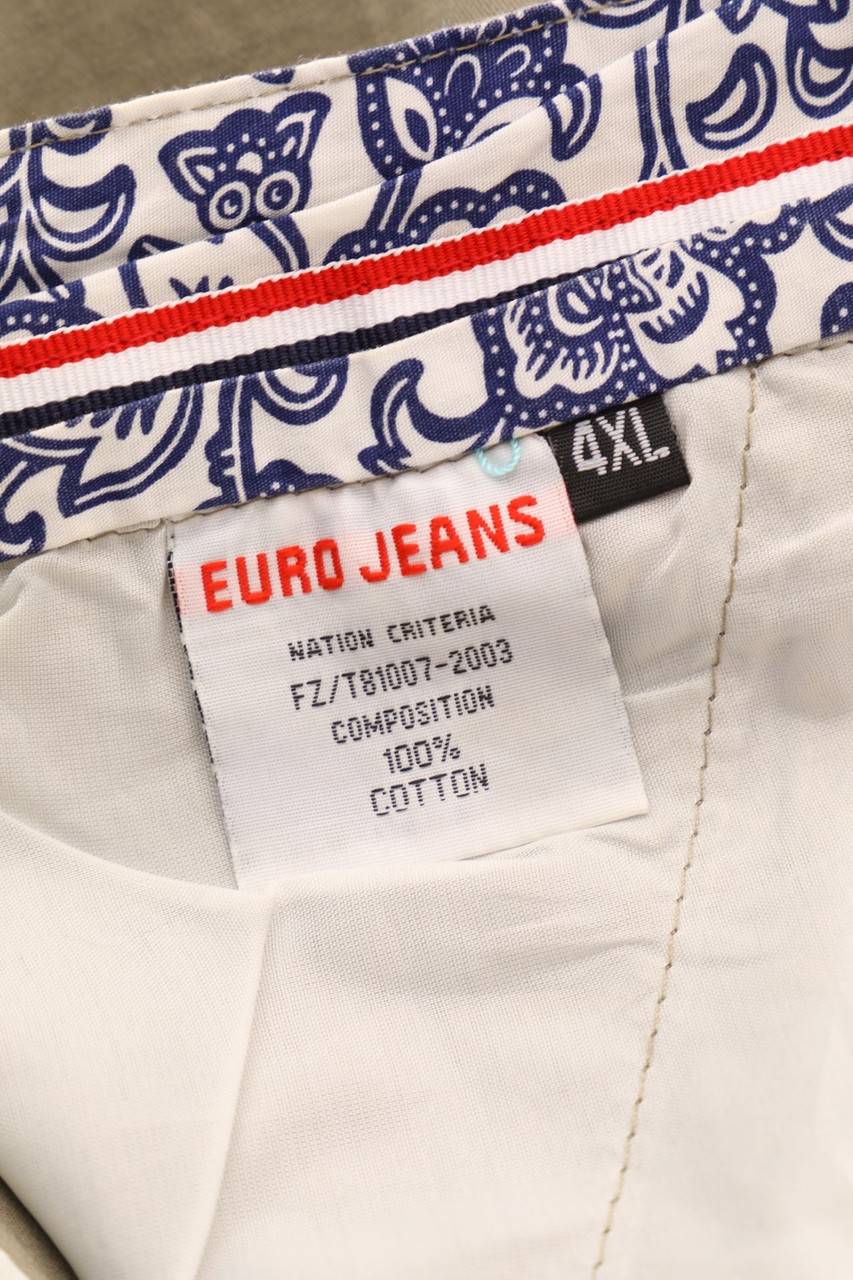 4XL
EURO JEANS
NATION CRITERIA
FZ/T81007-2003
COMPOSITION
100%
COTTON